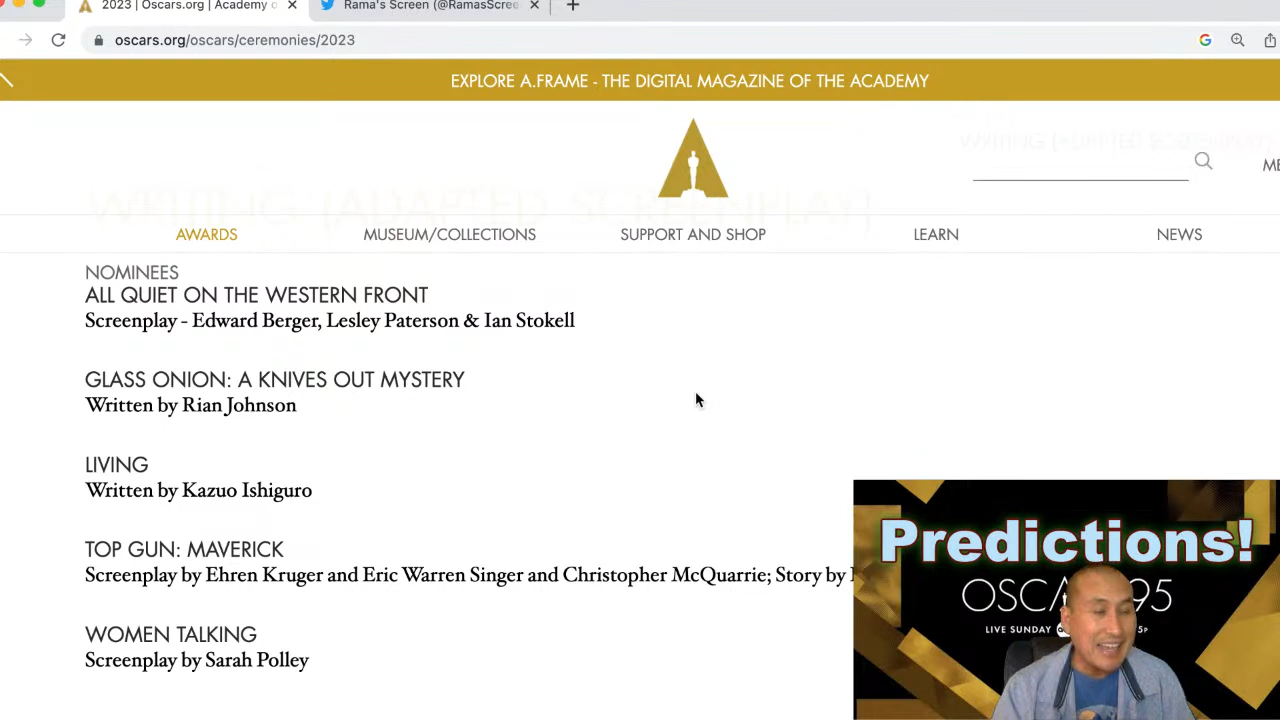 2023 | Oscars.org | Academy o
Rama's Screen (@RamasScree
oscars.org/oscars/ceremonies/2023
EXPLORE A.FRAME - THE DIGITAL MAGAZINE OF THE ACADEMY
WRITING (ADAPTED SCREENPLAY)
WRITING (ADAPTED SCREENPLAY)
ME
AWARDS
MUSEUM/COLLECTIONS
SUPPORT AND SHOP
LEARN
NEWS
NOMINEES
ALL QUIET ON THE WESTERN FRONT
Screenplay - Edward Berger, Lesley Paterson & Ian Stokell
GLASS ONION: A KNIVES OUT MYSTERY
Written by Rian Johnson
LIVING
Written by Kazuo Ishiguro
TOP GUN: MAVERICK
Screenplay by Ehren Kruger and Eric Warren Singer and Christopher McQuarrie; Story by
WOMEN TALKING
Screenplay by Sarah Polley
Predictions!
OSCA 95
LIVE SUNDAY